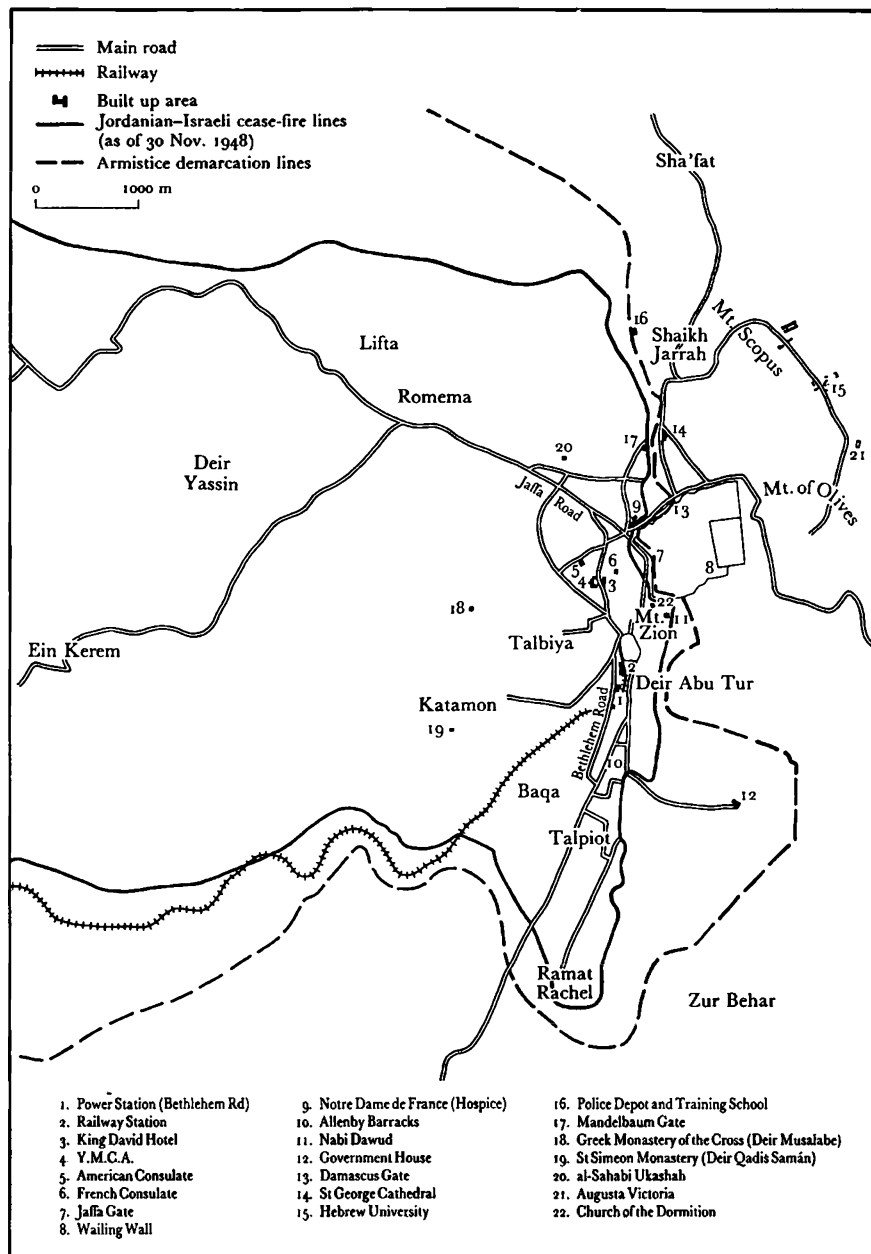 Main road
Railway
Built up area
Jordanian–Israeli cease-fire lines
(as of 30 Nov. 1948)
Armistice demarcation lines
0 1000 m
Sha'fat
Mt. Scopus
16
Shaikh
Jarrah
Lifta
15
Romema
17
14
20
21
Deir
Yassin
Jaffa
Road
Mt. of Olives
9
13
5
6
7
8
4
3
18
22
Mt.
Zion
11
Talbiya
Ein Kerem
2
Deir Abu Tur
Katamon
1
Bethlehem Road
19
10
12
Baqa
Talpiot
Ramat
Rachel
Zur Behar
1. Power Station (Bethlehem Rd)
2. Railway Station
3. King David Hotel
4 Y.M.C.A.
5. American Consulate
6. French Consulate
7. Jaffa Gate
8. Wailing Wall
9. Notre Dame de France (Hospice)
10. Allenby Barracks
11. Nabi Dawud
12. Government House
13. Damascus Gate
14. St George Cathedral
15. Hebrew University
16. Police Depot and Training School
17. Mandelbaum Gate
18. Greek Monastery of the Cross (Deir Musalabe)
19. St Simeon Monastery (Deir Qadis Samán)
20. al-Sahabi Ukashah
21. Augusta Victoria
22. Church of the Dormition